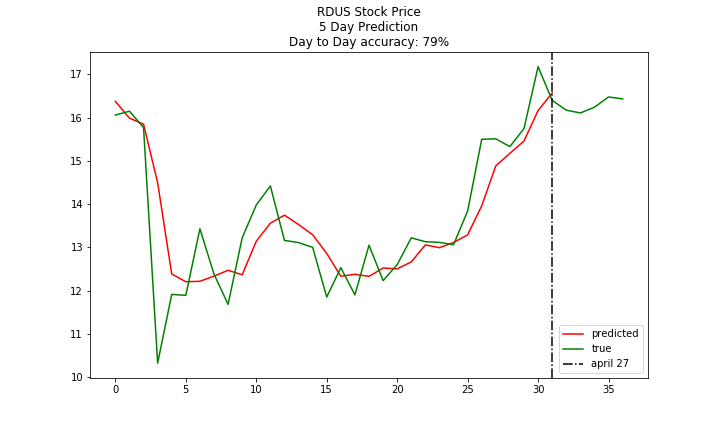 RDUS Stock Price
5 Day Prediction
Day to Day accuracy: 79%
17
16
15
14
13
12
11
10
0 5 10 15 20 25 30 35
predicted
true
april 27